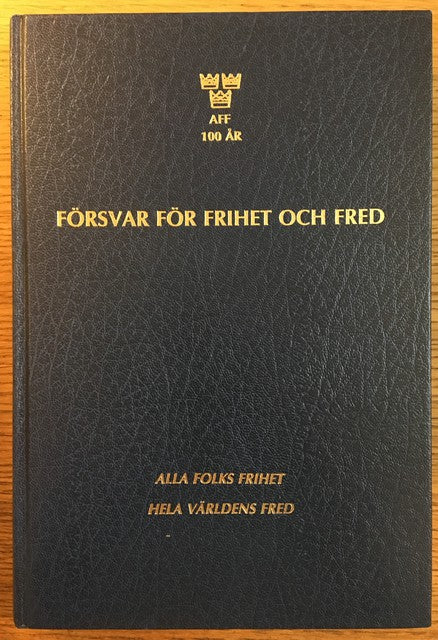 AFF
100 ÅR
FÖRSVAR FÖR FRIHET OCH FRED
ALLA FOLKS FRIHET
HELA VÄRLDENS FRED